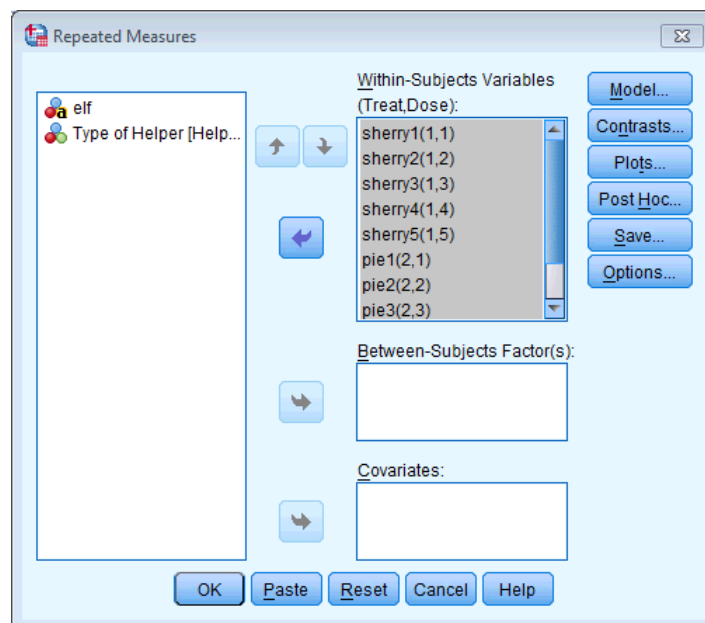 Repeated Measures
elf
Type of Helper [Help...
Within-Subjects Variables
(Treat,Dose):
sherry1(1,1)
sherry2(1,2)
sherry3(1,3)
sherry4(1,4)
sherry5(1,5)
pie1(2,1)
pie2(2,2)
pie3(2,3)
Between-Subjects Factor(s):
Covariates:
Model...
Contrasts...
Plots...
Post Hoc...
Save...
Options...
OK Paste Reset Cancel Help